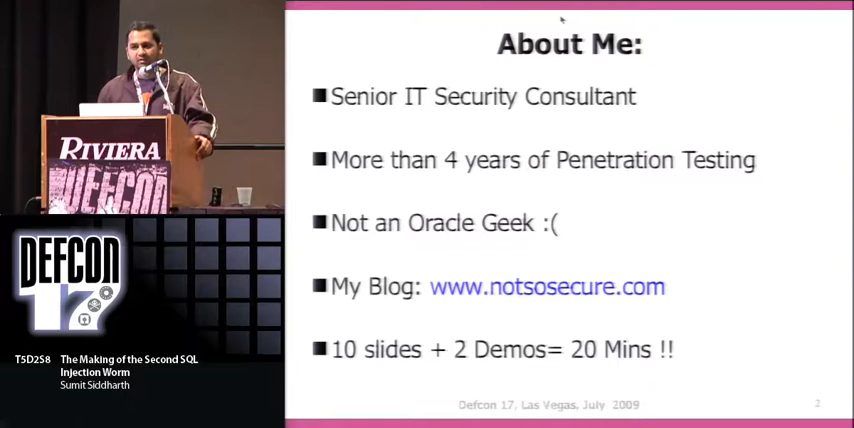 RIVIERA
DEFCON
DEFCON
17
T5D2S8 The Making of the Second SQL
Injection Worm
Sumit Siddharth
About Me:
Senior IT Security Consultant
More than 4 years of Penetration Testing
Not an Oracle Geek :(
My Blog: www.notsosecure.com
10 slides + 2 Demos= 20 Mins !!
Defcon 17, Las Vegas, July 2009
2